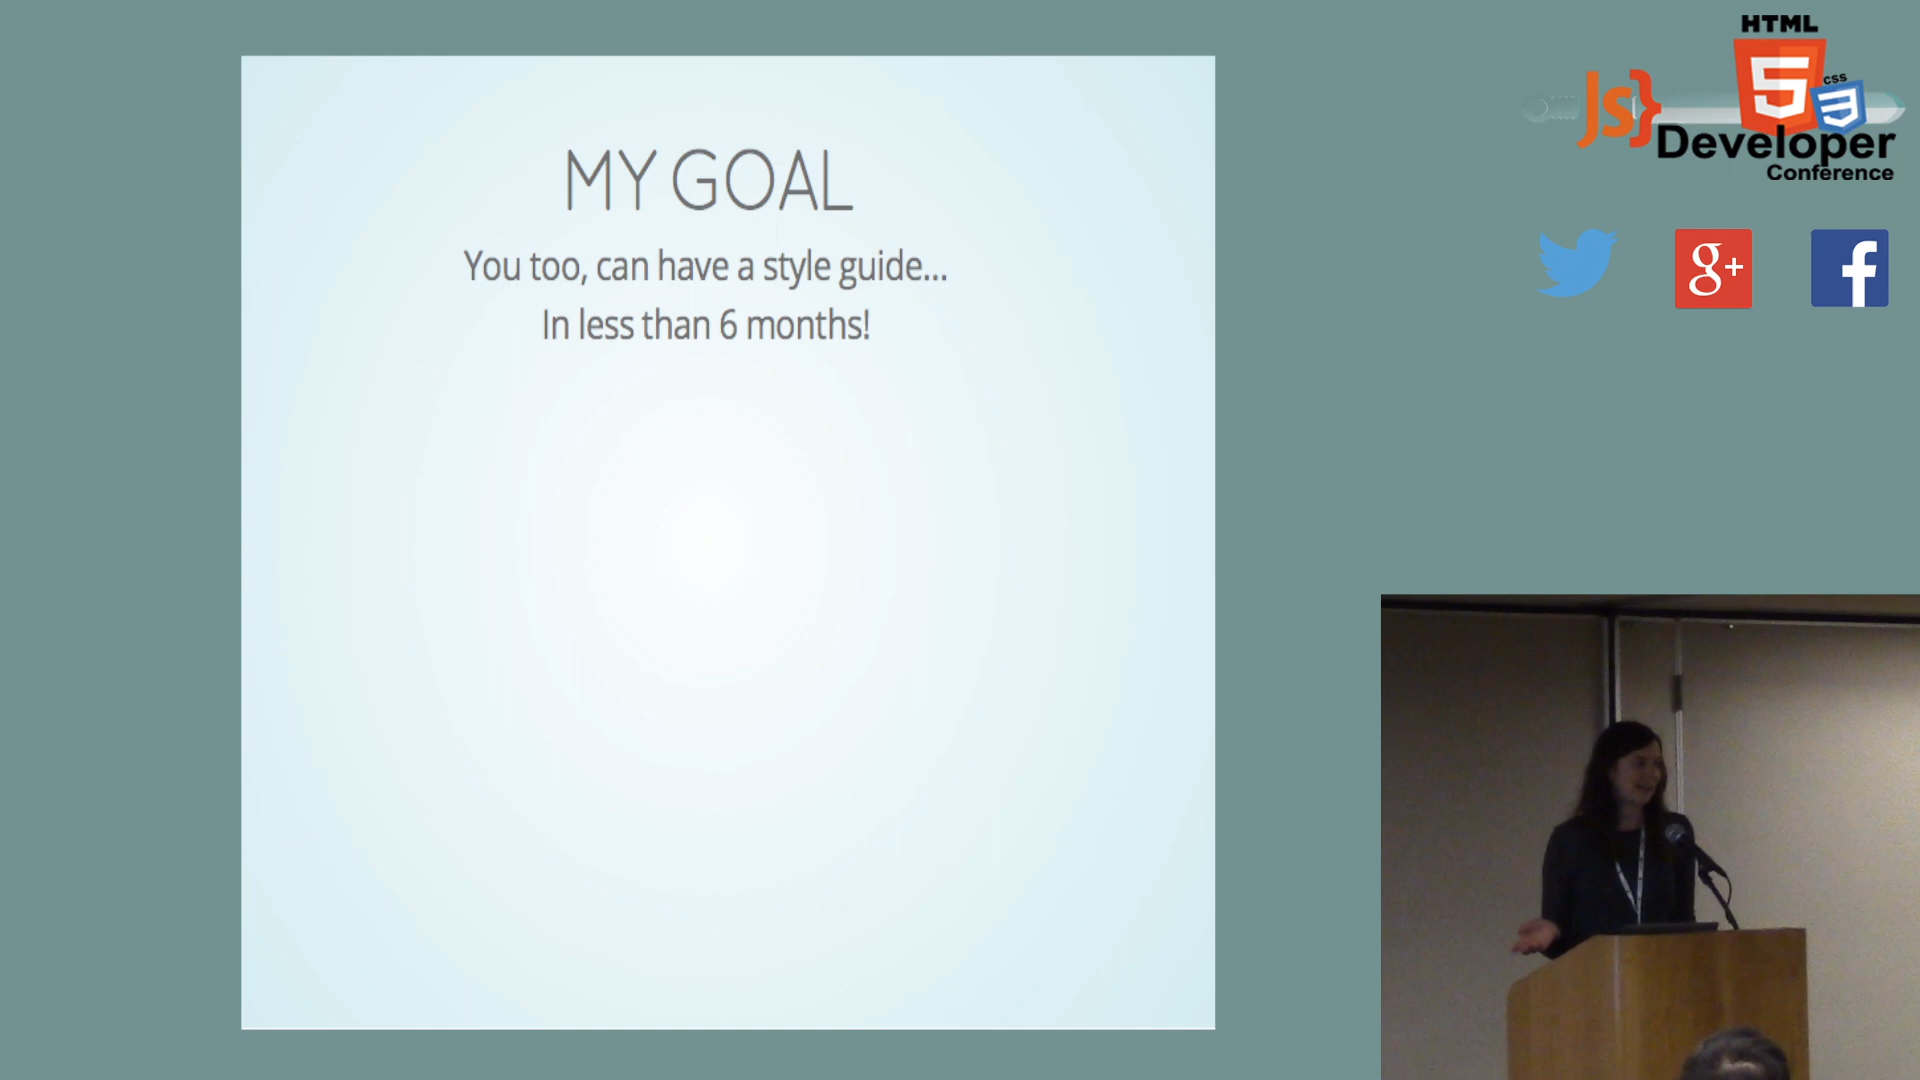 MY GOAL
You too, can have a style guide...
In less than 6 months!
HTML
JS}
5
CSS
3
Developer
Conference
g+
f